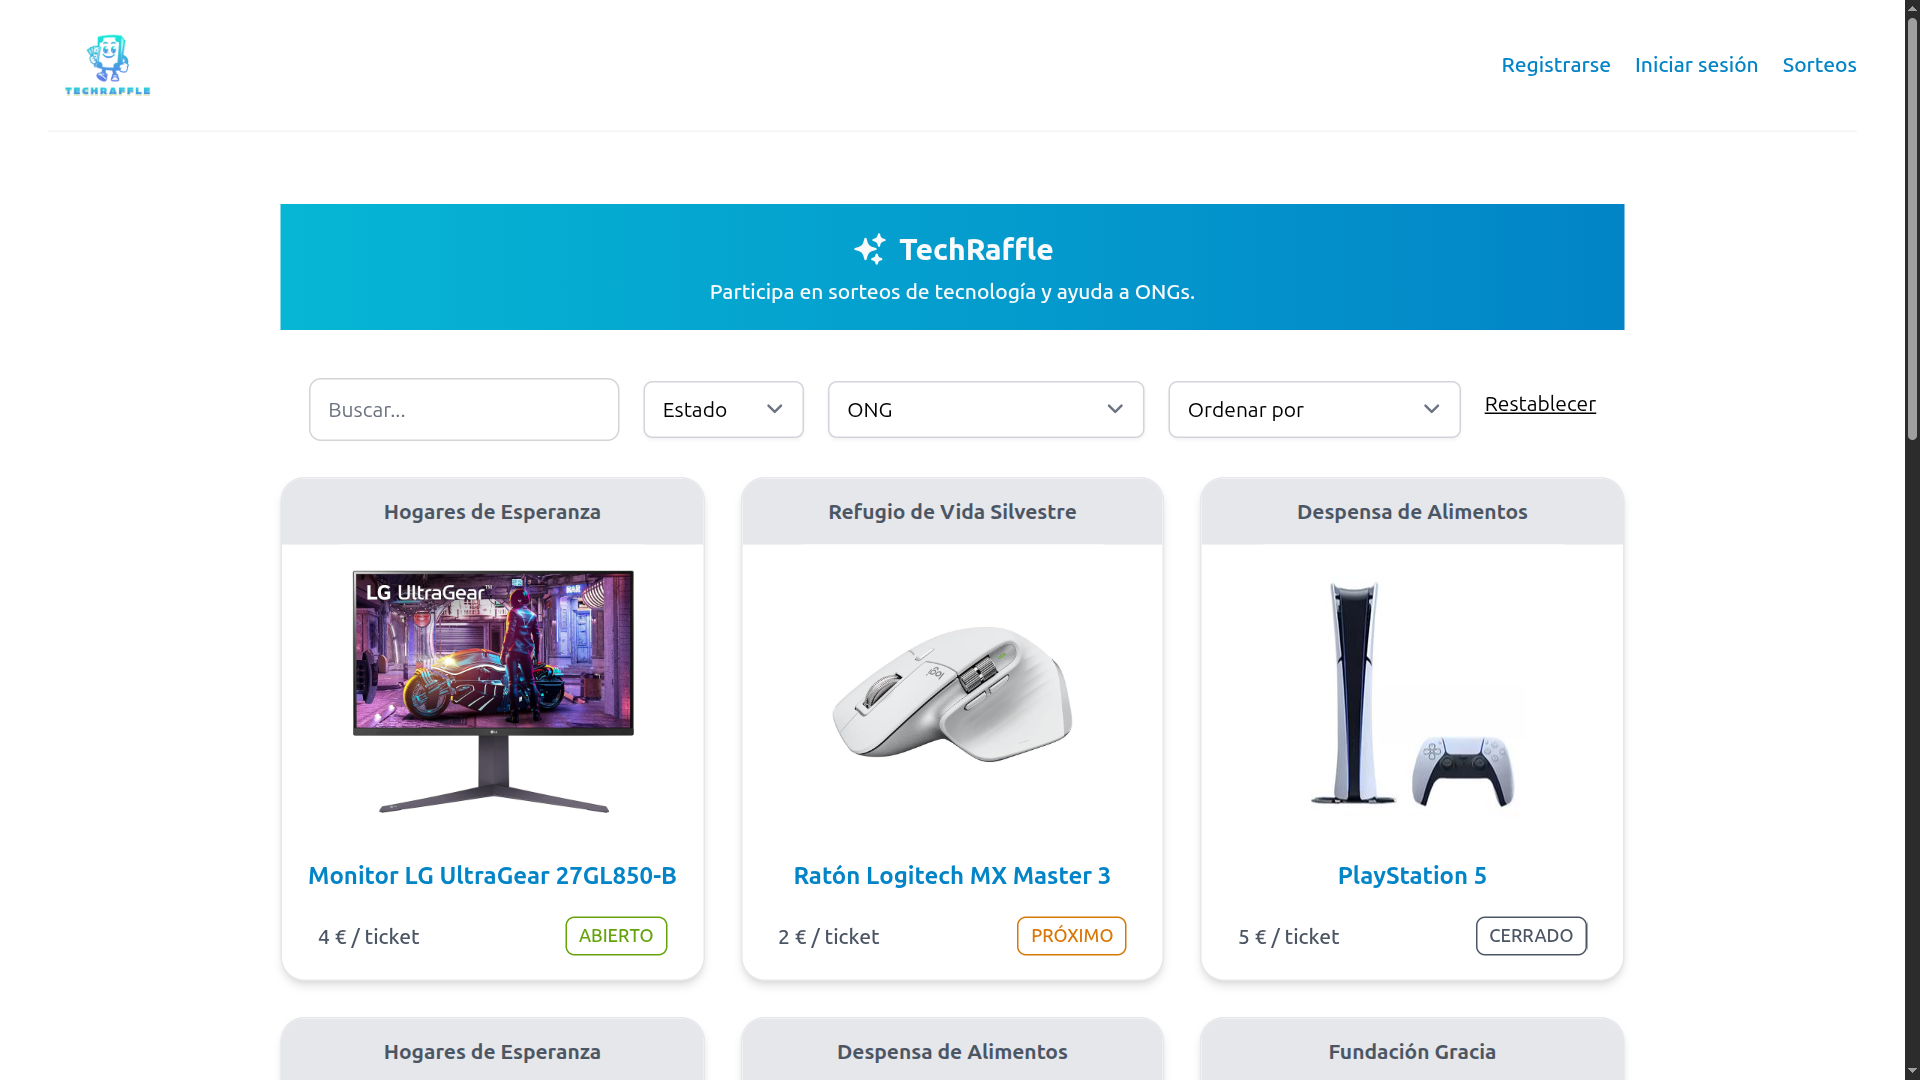 TECHRAFFLE
Registrarse
Iniciar sesión
Sorteos
TechRaffle
Participa en sorteos de tecnología y ayuda a ONGs.
Buscar...
Estado
ONG
Ordenar por
Restablecer
Hogares de Esperanza
LG UltraGear™
Monitor LG UltraGear 27GL850-B
4 € / ticket
ABIERTO
Refugio de Vida Silvestre
logi
Ratón Logitech MX Master 3
2 € / ticket
PRÓXIMO
Despensa de Alimentos
PlayStation 5
5 € / ticket
CERRADO
Hogares de Esperanza
Despensa de Alimentos
Fundación Gracia